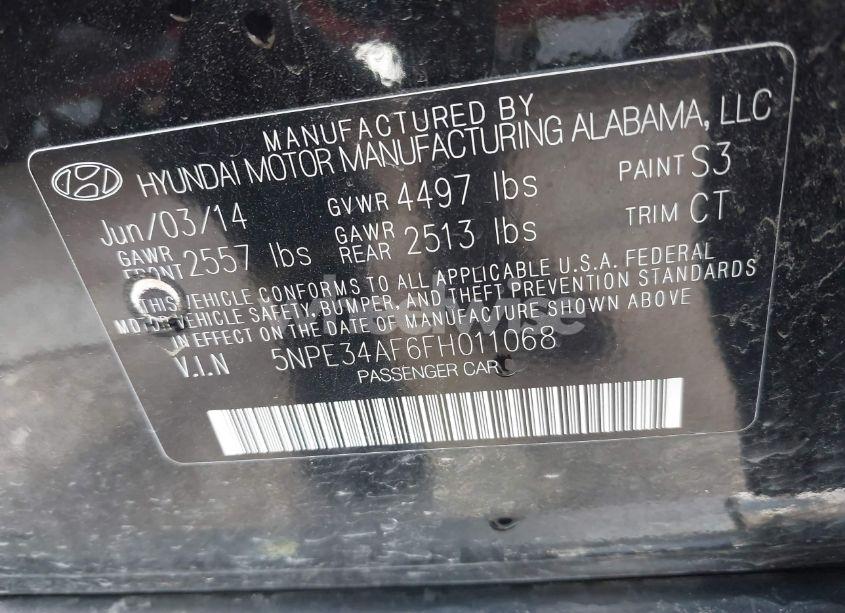 MANUFACTURED BY
HYUNDAI MOTOR MANUFACTURING ALABAMA, LLC
Jun/03/14 GVWR 4497 lbs PAINT S3
GAWR FRONT 2557 lbs GAWR REAR 2513 lbs TRIM CT
THIS VEHICLE CONFORMS TO ALL APPLICABLE U.S.A. FEDERAL
MOTOR VEHICLE SAFETY, BUMPER, AND THEFT PREVENTION STANDARDS
IN EFFECT ON THE DATE OF MANUFACTURE SHOWN ABOVE
V.I.N 5NPE34AF6FH011068
PASSENGER CAR